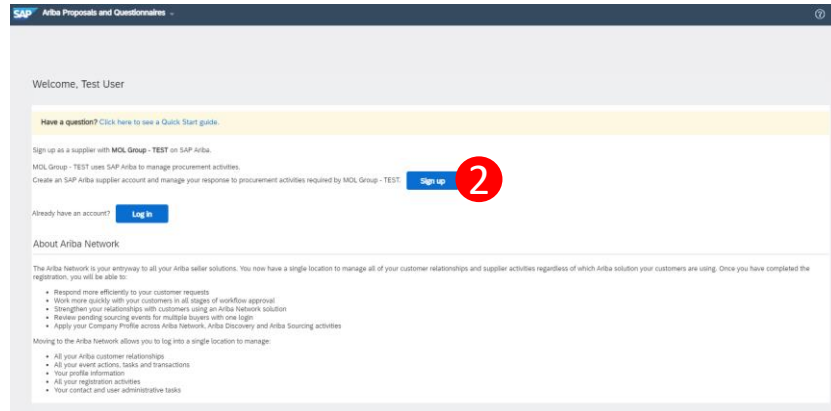 SAP Ariba Proposals and Questionnaires
Welcome, Test User
Have a question? Click here to see a Quick Start guide.
Sign up as a supplier with MOL Group - TEST on SAP Ariba.
MOL Group - TEST uses SAP Ariba to manage procurement activities.
Create an SAP Ariba supplier account and manage your response to procurement activities required by MOL Group - TEST. Sign up 2
Already have an account? Log in
About Ariba Network
The Ariba Network is your entryway to all your Ariba seller solutions. You now have a single location to manage all of your customer relationships and supplier activities regardless of which Ariba solution your customers are using. Once you have completed the
registration, you will be able to:
• Respond more efficiently to your customer requests
• Work more quickly with your customers in all stages of workflow approval
• Strengthen your relationships with customers using an Ariba Network solution
• Review pending sourcing events for multiple buyers with one login
• Apply your Company Profile across Ariba Network, Ariba Discovery and Ariba Sourcing activities
Moving to the Ariba Network allows you to log into a single location to manage:
• All your Ariba customer relationships
• All your event actions, tasks and transactions
• Your profile information
• All your registration activities
• Your contact and user administrative tasks